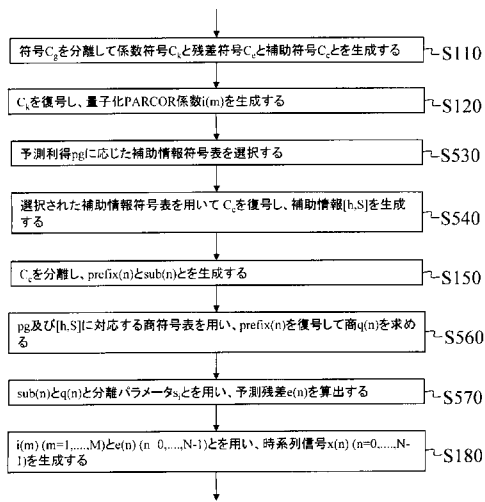 符号Cgを分離して係数符号Ckと残差符号Ceと補助符号Ccとを生成する
S110
Ckを復号し、量子化PARCOR係数i(m)を生成する
S120
予測利得pgに応じた補助情報符号表を選択する
S530
選択された補助情報符号表を用いて Ccを復号し、補助情報[h,S]を生成
する
S540
Ceを分離し、prefix(n)とsub(n)とを生成する
S150
pg及び[h,S]に対応する商符号表を用い、prefix(n)を復号して商q(n)を求め
る
S560
sub(n)とq(n)と分離パラメータsiとを用い、予測残差e(n)を算出する
S570
i(m) (m=1,....,M)とe(n) (n=0,....,N-1)とを用い、時系列信号x(n) (n=0,....,N-
1)を生成する
S180